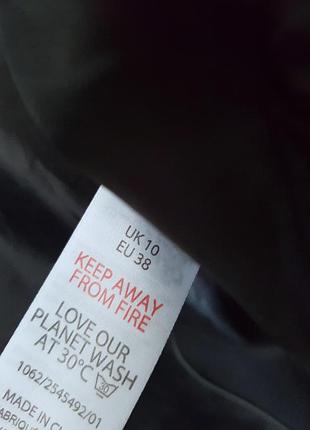 UK 10
EU 38
KEEP AWAY
FROM FIRE
LOVE OUR
PLANET WASH
AT 30°C 30
1062/2545492/01
MADE IN